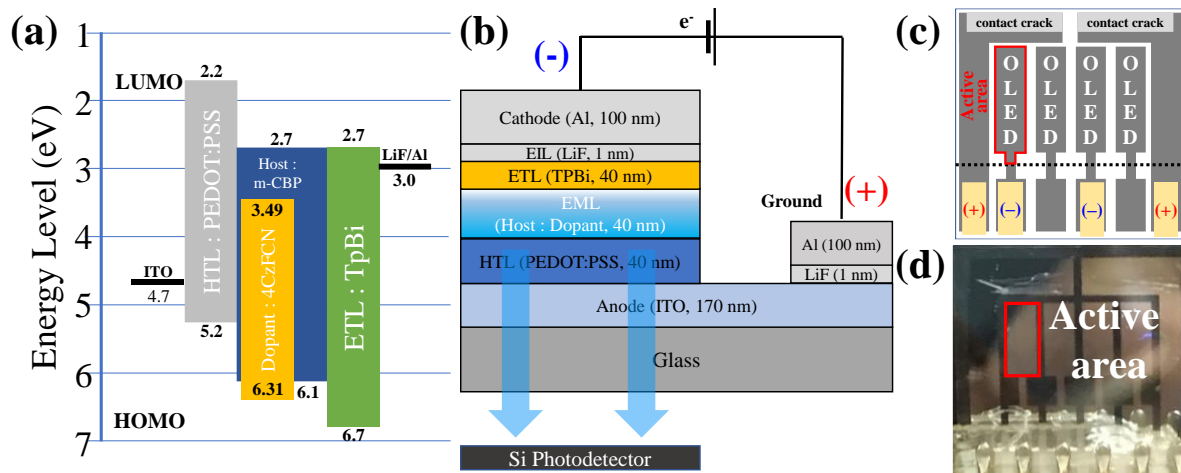 (a)
Energy Level (eV)
1
2
3
4
5
6
7
LUMO
HOMO
2.2
HTL : PEDOT:PSS
5.2
ITO
4.7
2.7
Host :
m-CBP
3.49
Dopant : 4CzFCN
6.31
6.1
2.7
ETL : TpBi
6.7
LiF/Al
3.0
(b)
e-
(-)
(+)
Cathode (Al, 100 nm)
EIL (LiF, 1 nm)
ETL (TPBi, 40 nm)
EML
(Host : Dopant, 40 nm)
HTL (PEDOT:PSS, 40 nm)
Anode (ITO, 170 nm)
Glass
Si Photodetector
Ground
Al (100 nm)
LiF (1 nm)
(c)
contact crack
contact crack
Active
area
OLED
OLED
OLED
OLED
(+)
(−)
(−)
(+)
(d)
Active
area